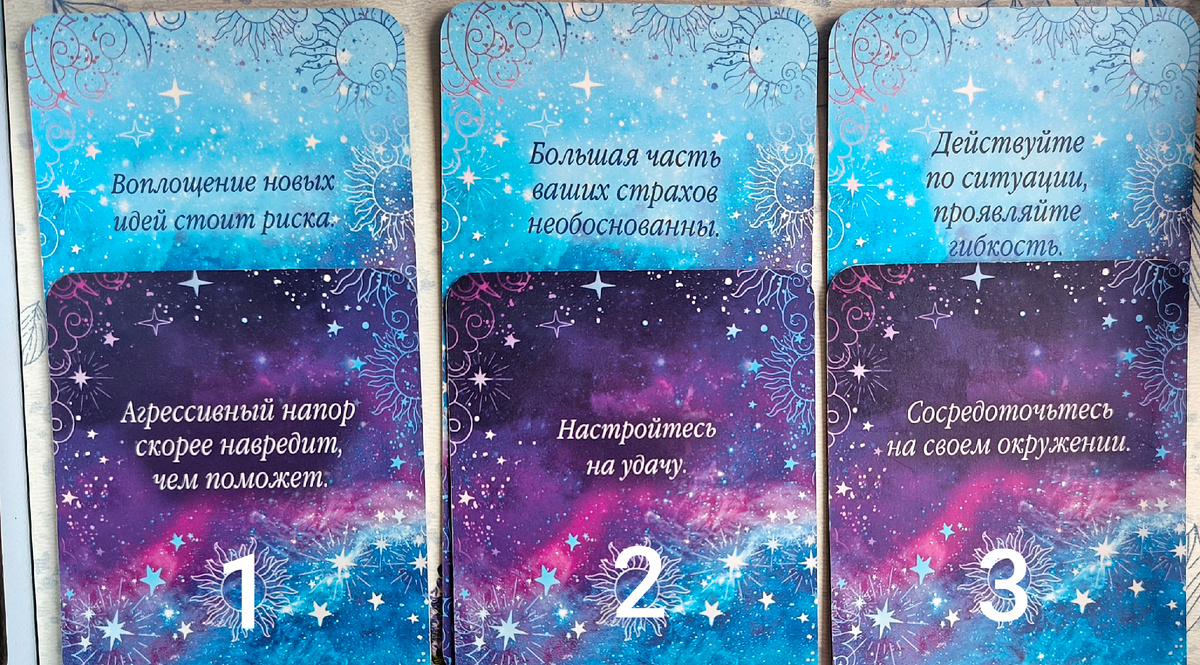 Воплощение новых
идей стоит риска.
Агрессивный напор
скорее навредит,
чем поможет.
1
Большая часть
ваших страхов
необоснованны.
Настройтесь
на удачу.
2
Действуйте
по ситуации,
проявляйте
гибкость.
Сосредоточьтесь
на своем окружении.
3